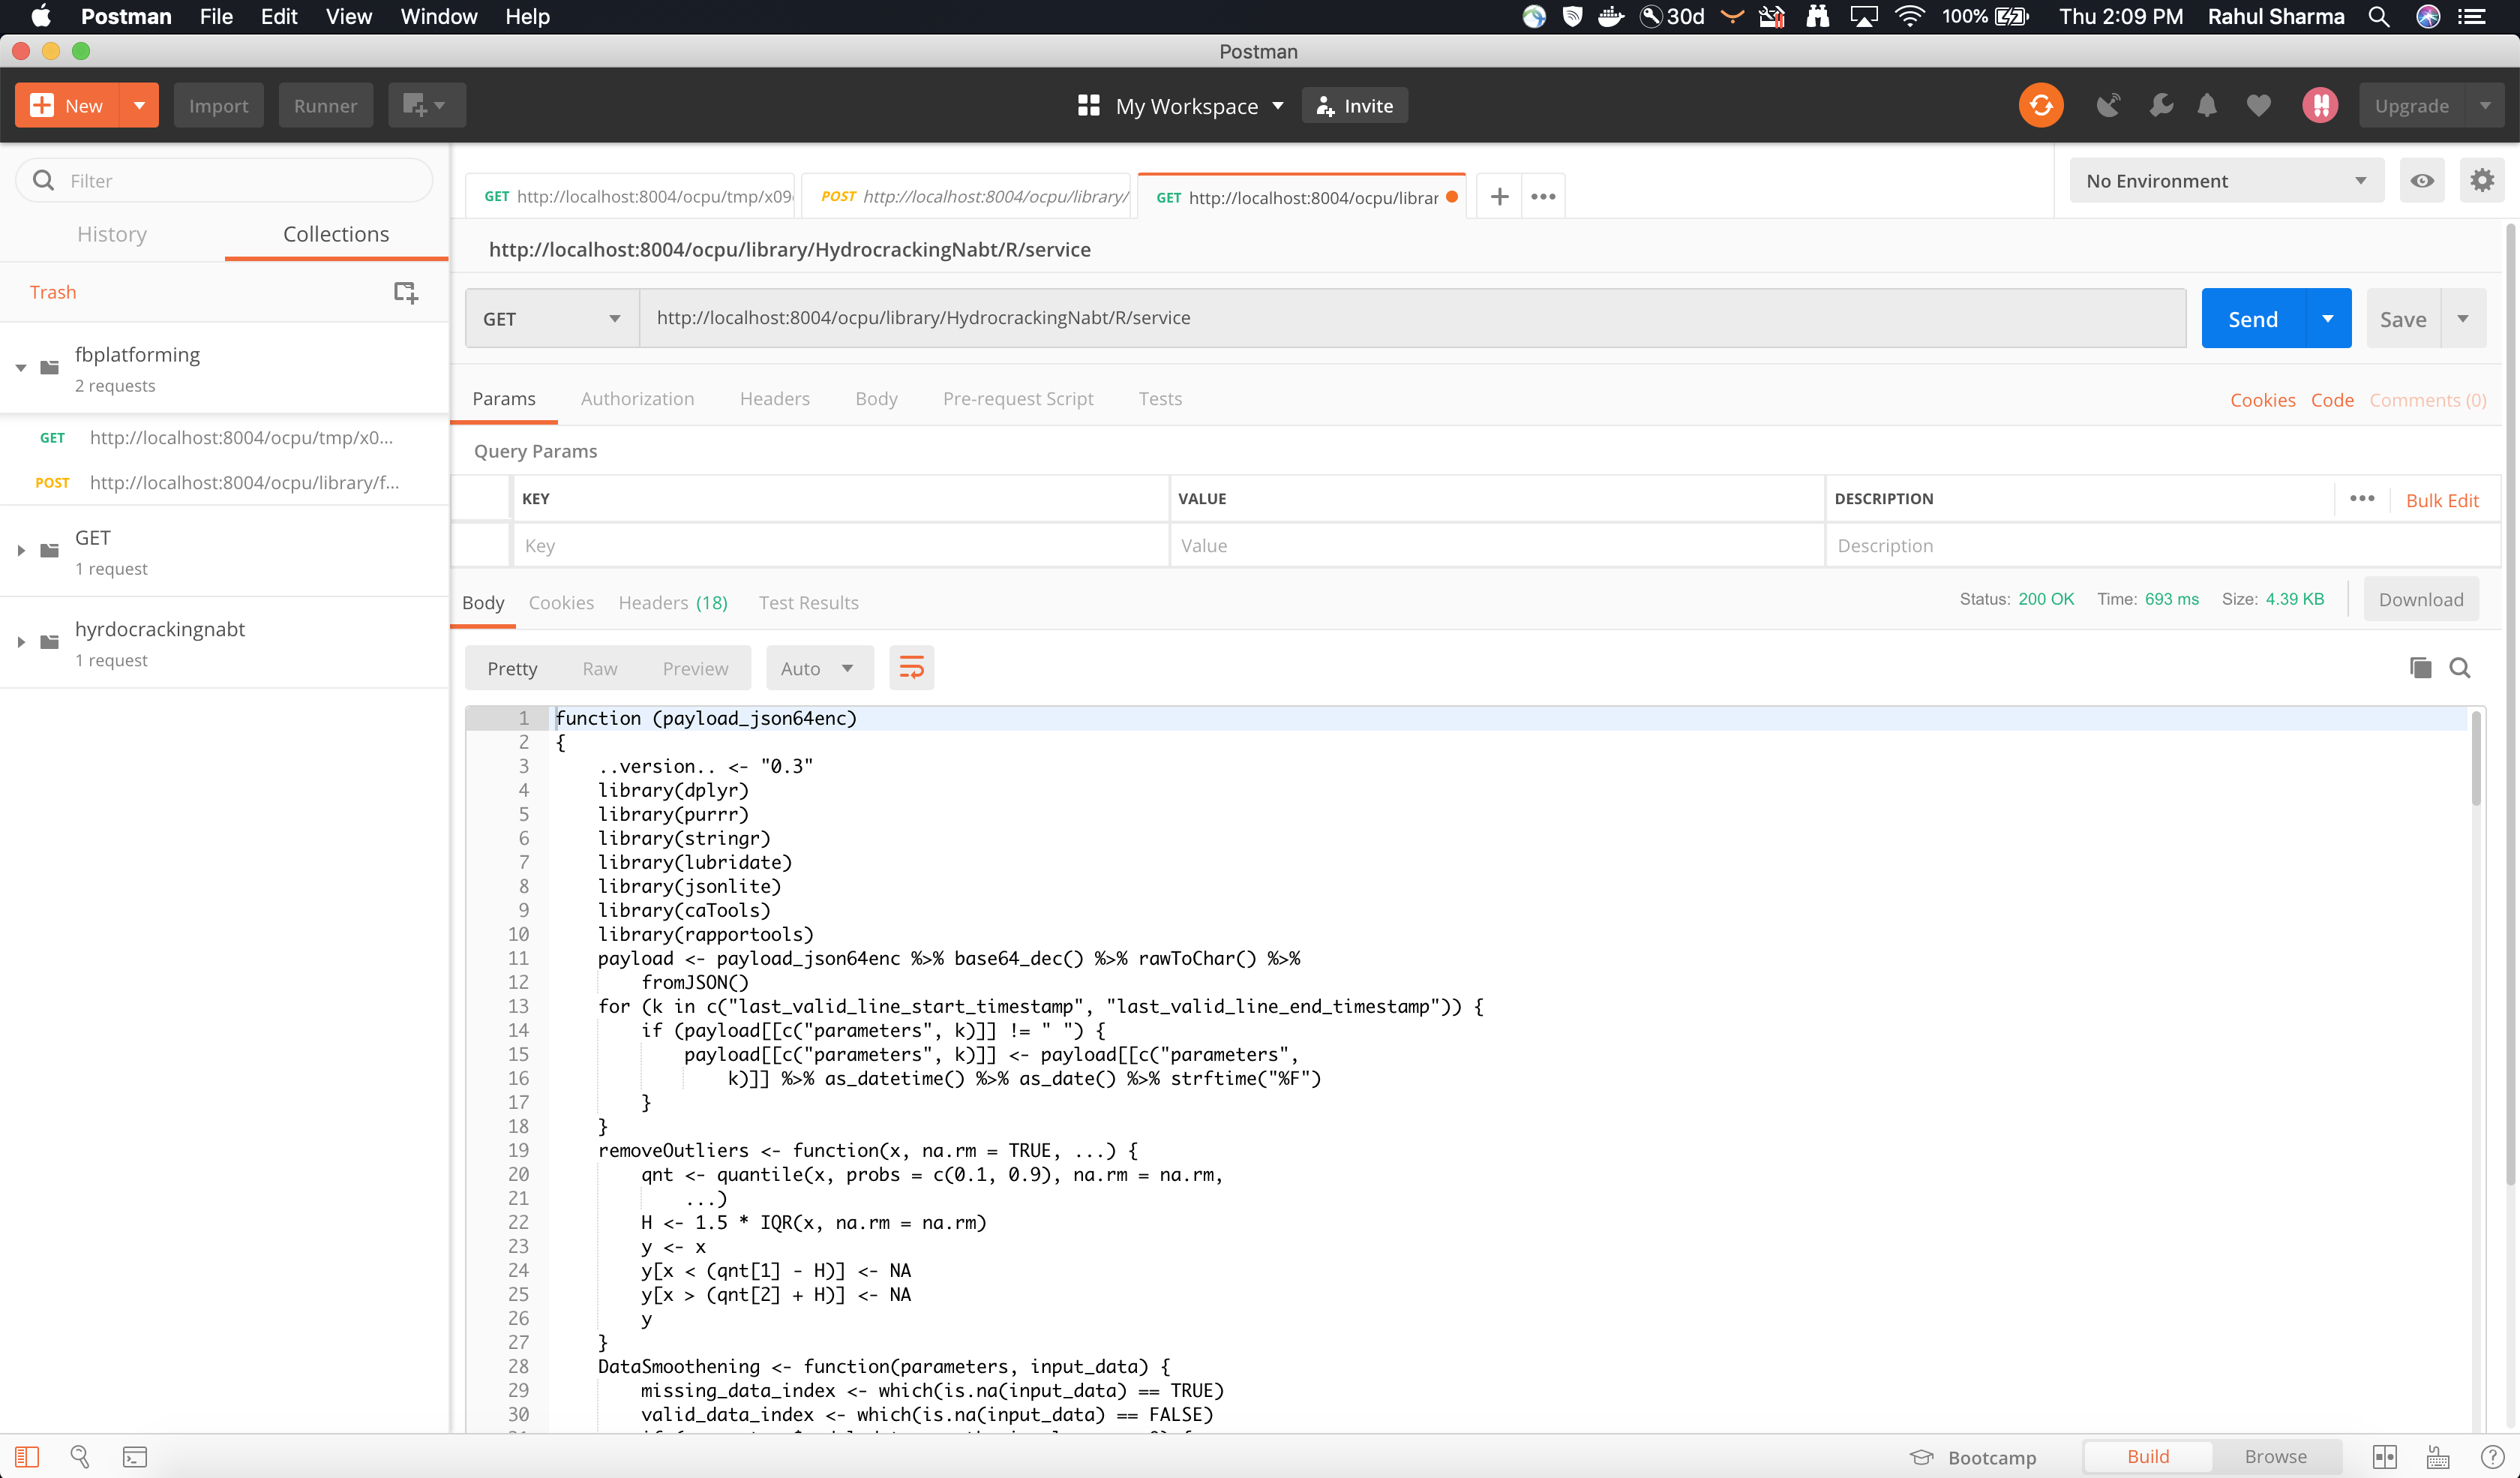 Postman File Edit View Window Help 30d 100% Thu 2:09 PM Rahul Sharma
Postman
New Import Runner My Workspace Invite Upgrade
Filter
History Collections
Trash
fbplatforming
2 requests
GET http://localhost:8004/ocpu/tmp/x0...
POST http://localhost:8004/ocpu/library/f...
GET
1 request
hyrdocrackingnabt
1 request
GET http://localhost:8004/ocpu/tmp/x09 POST http://localhost:8004/ocpu/library/ GET http://localhost:8004/ocpu/librar No Environment
http://localhost:8004/ocpu/library/HydrocrackingNabt/R/service
GET http://localhost:8004/ocpu/library/HydrocrackingNabt/R/service Send Save
Params Authorization Headers Body Pre-request Script Tests Cookies Code Comments (0)
Query Params
KEY VALUE DESCRIPTION Bulk Edit
Key Value Description
Body Cookies Headers (18) Test Results Status: 200 OK Time: 693 ms Size: 4.39 KB Download
Pretty Raw Preview Auto
1 function (payload_json64enc)
2 {
3 ..version.. <- "0.3"
4 library(dplyr)
5 library(purrr)
6 library(stringr)
7 library(lubridate)
8 library(jsonlite)
9 library(caTools)
10 library(rapportools)
11 payload <- payload_json64enc %>% base64_dec() %>% rawToChar() %>%
12 fromJSON()
13 for (k in c("last_valid_line_start_timestamp", "last_valid_line_end_timestamp")) {
14 if (payload[[c("parameters", k)]] != " ") {
15 payload[[c("parameters", k)]] <- payload[[c("parameters",
16 k)]] %>% as_datetime() %>% as_date() %>% strftime("%F")
17 }
18 }
19 removeOutliers <- function(x, na.rm = TRUE, ...) {
20 qnt <- quantile(x, probs = c(0.1, 0.9), na.rm = na.rm,
21 ...)
22 H <- 1.5 * IQR(x, na.rm = na.rm)
23 y <- x
24 y[x < (qnt[1] - H)] <- NA
25 y[x > (qnt[2] + H)] <- NA
26 y
27 }
28 DataSmoothening <- function(parameters, input_data) {
29 missing_data_index <- which(is.na(input_data) == TRUE)
30 valid_data_index <- which(is.na(input_data) == FALSE)
Bootcamp Build Browse